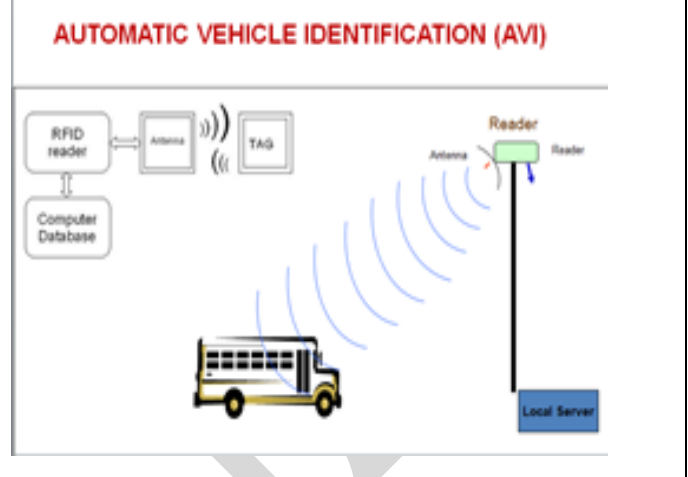 AUTOMATIC VEHICLE IDENTIFICATION (AVI)
RFID
reader
Antenna
TAG
Computer
Database
Reader
Antenna
Reader
Local Server